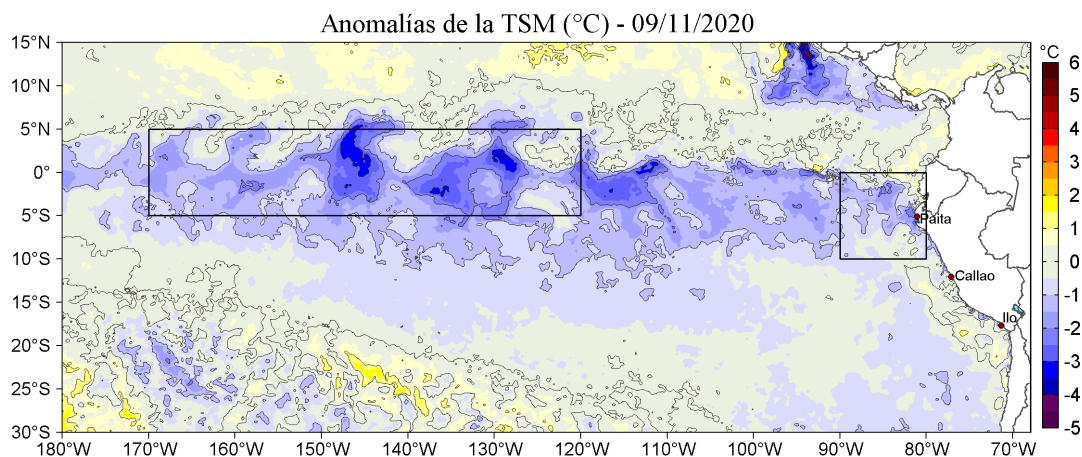 Anomalías de la TSM (°C) - 09/11/2020
°C
15°N
10°N
5°N
0°
5°S
10°S
15°S
20°S
25°S
30°S
180°W
170°W
160°W
150°W
140°W
130°W
120°W
110°W
100°W
90°W
80°W
70°W
Paita
Callao
Ilo
6
5
4
3
2
1
0
-1
-2
-3
-4
-5